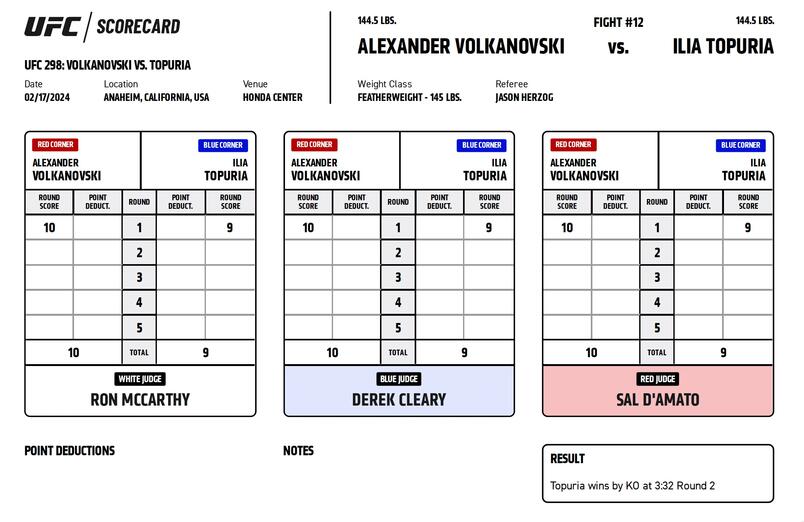 UFC / SCORECARD
UFC 298: VOLKANOVSKI VS. TOPURIA
Date Location Venue
02/17/2024 ANAHEIM, CALIFORNIA, USA HONDA CENTER
144.5 LBS. FIGHT #12 144.5 LBS.
ALEXANDER VOLKANOVSKI VS. ILIA TOPURIA
Weight Class Referee
FEATHERWEIGHT - 145 LBS. JASON HERZOG
RED CORNER BLUE CORNER
ALEXANDER ILIA
VOLKANOVSKI TOPURIA
ROUND SCORE POINT DEDUCT. ROUND POINT DEDUCT. ROUND SCORE
10 1 9
2
3
4
5
10 TOTAL 9
WHITE JUDGE
RON MCCARTHY
RED CORNER BLUE CORNER
ALEXANDER ILIA
VOLKANOVSKI TOPURIA
ROUND SCORE POINT DEDUCT. ROUND POINT DEDUCT. ROUND SCORE
10 1 9
2
3
4
5
10 TOTAL 9
BLUE JUDGE
DEREK CLEARY
RED CORNER BLUE CORNER
ALEXANDER ILIA
VOLKANOVSKI TOPURIA
ROUND SCORE POINT DEDUCT. ROUND POINT DEDUCT. ROUND SCORE
10 1 9
2
3
4
5
10 TOTAL 9
RED JUDGE
SAL D'AMATO
POINT DEDUCTIONS
NOTES
RESULT
Topuria wins by KO at 3:32 Round 2